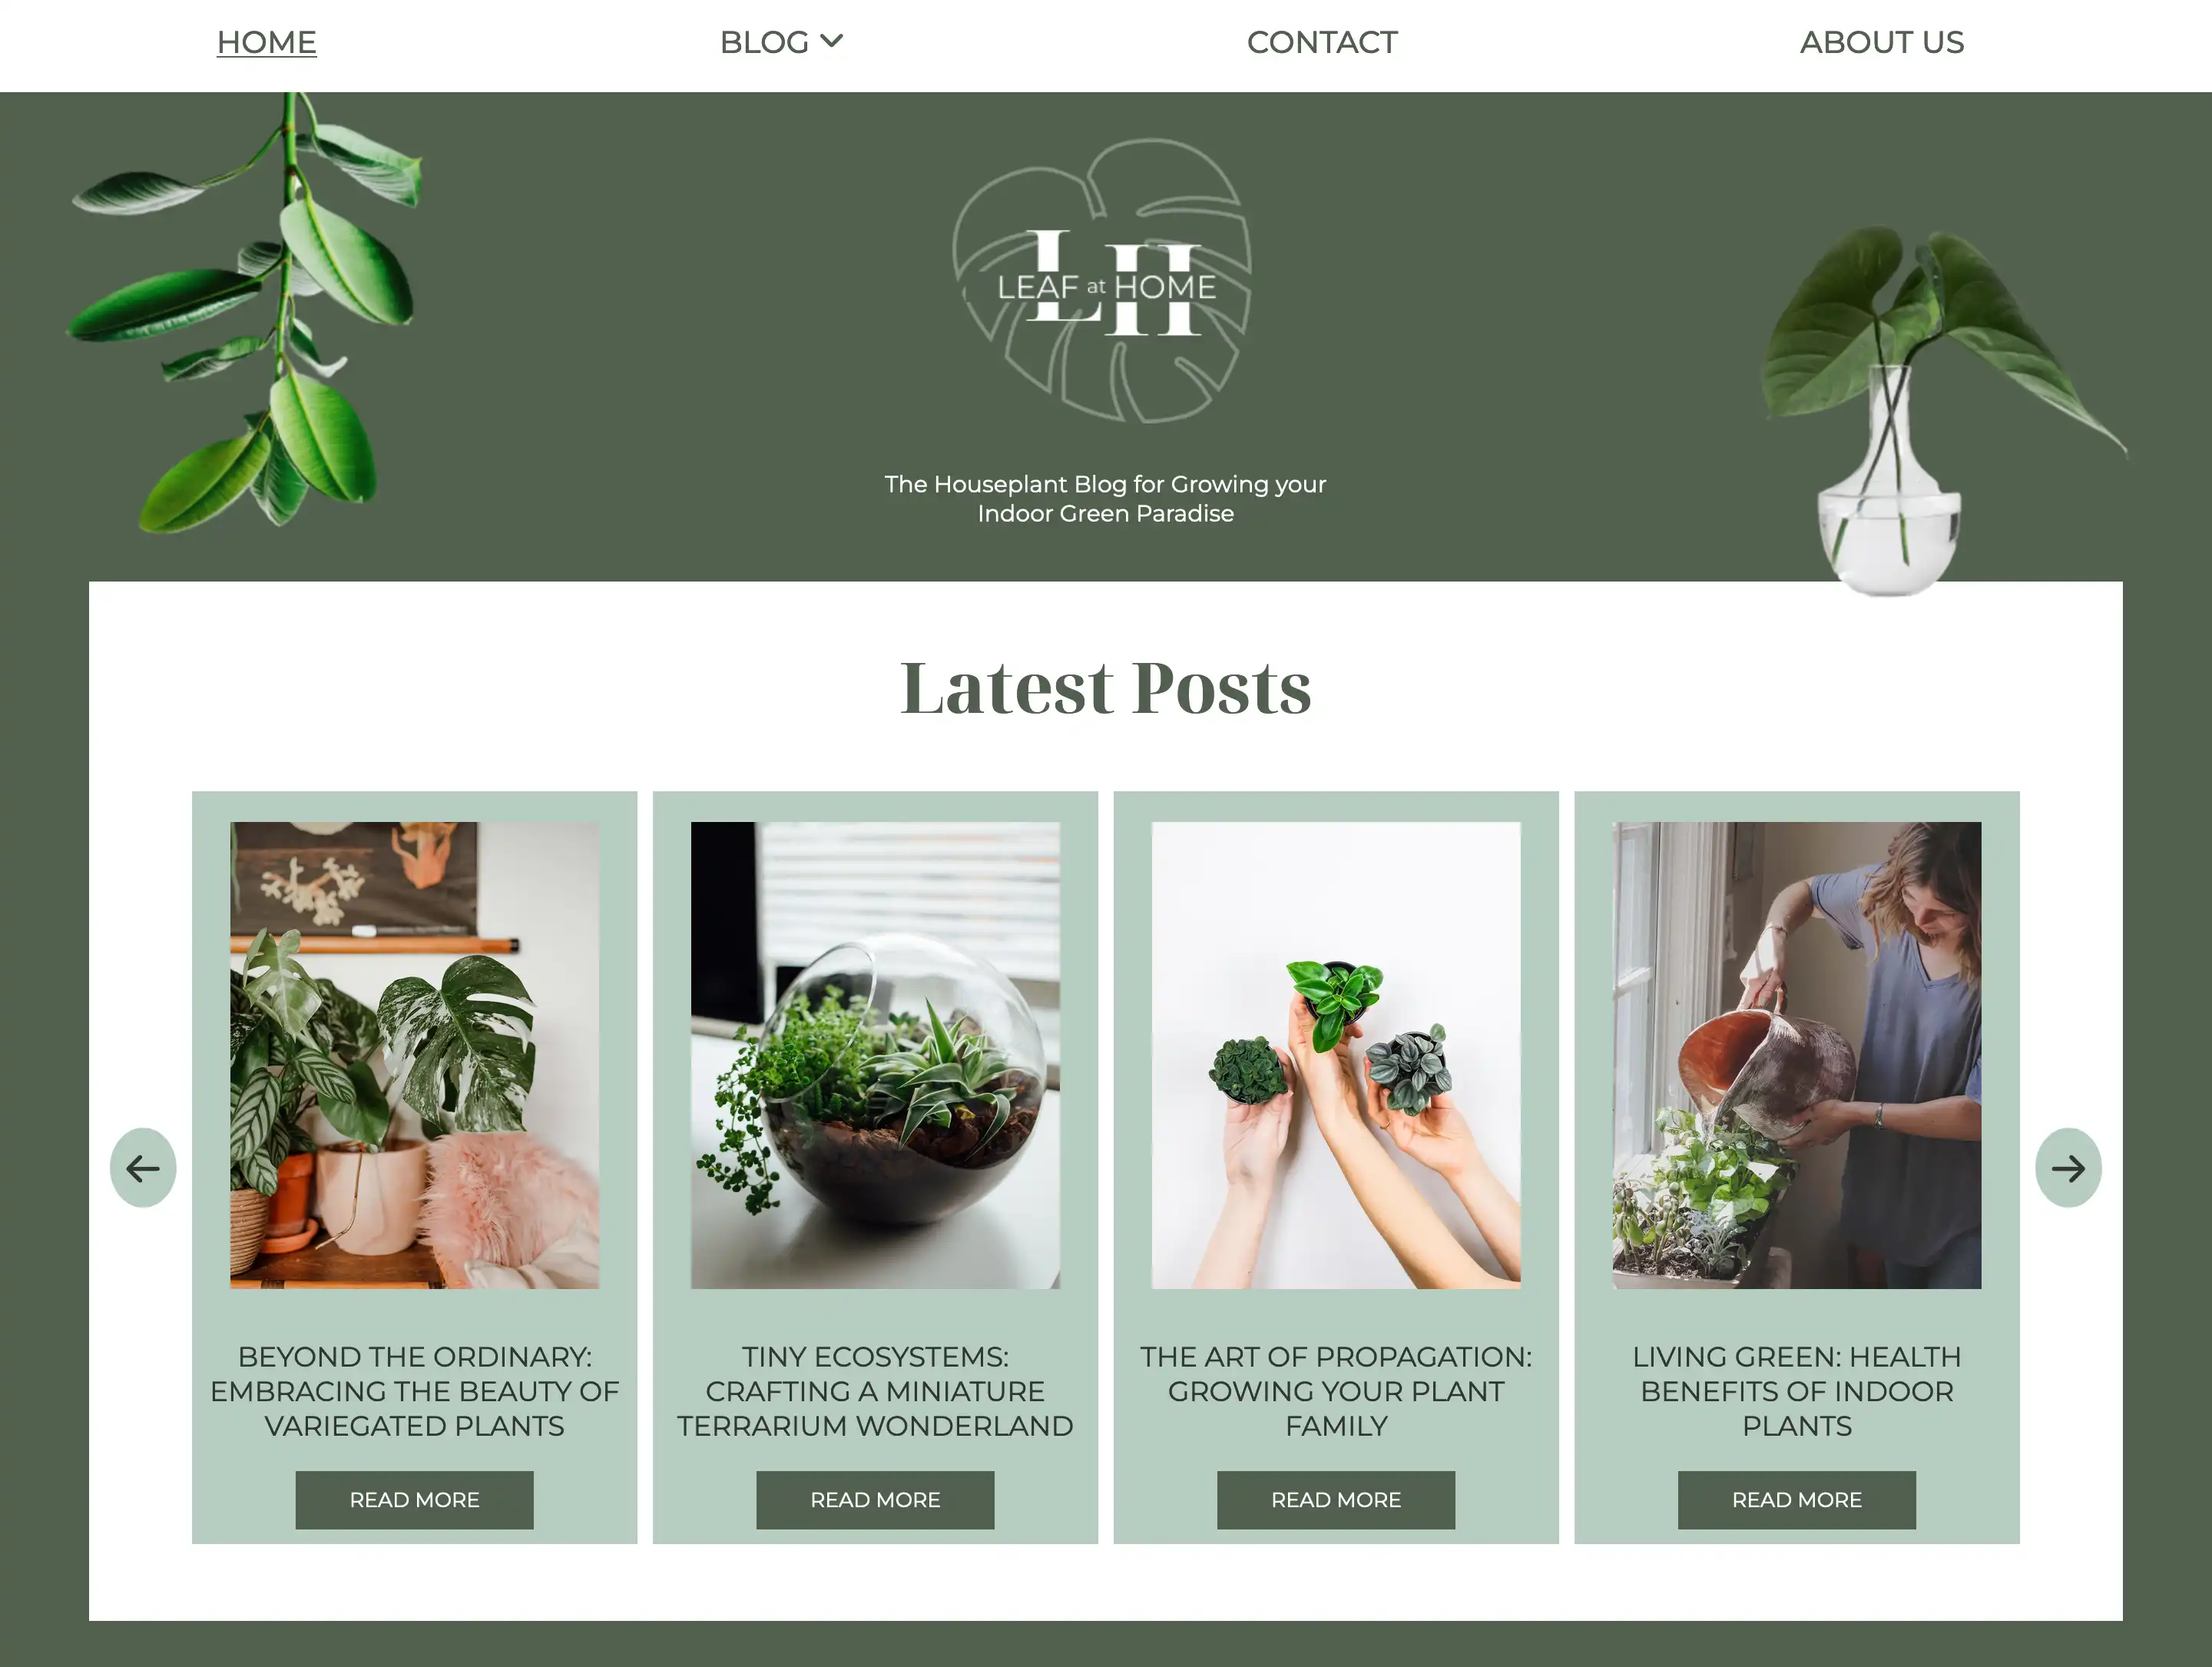 HOME
BLOG
CONTACT
ABOUT US
LH
LEAF at HOME
The Houseplant Blog for Growing your
Indoor Green Paradise
Latest Posts
BEYOND THE ORDINARY:
EMBRACING THE BEAUTY OF
VARIEGATED PLANTS
READ MORE
TINY ECOSYSTEMS:
CRAFTING A MINIATURE
TERRARIUM WONDERLAND
READ MORE
THE ART OF PROPAGATION:
GROWING YOUR PLANT
FAMILY
READ MORE
LIVING GREEN: HEALTH
BENEFITS OF INDOOR
PLANTS
READ MORE